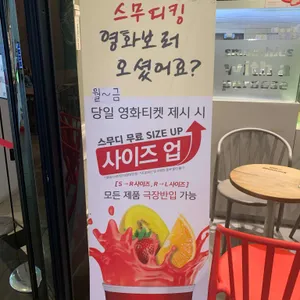 스무디킹
영화보러
오셨어요?
월~금
당일 영화티켓 제시 시
스무디 무료 SIZE UP
사이즈 업
[S→R사이즈, R→L사이즈]
모든 제품 극장반입 가능